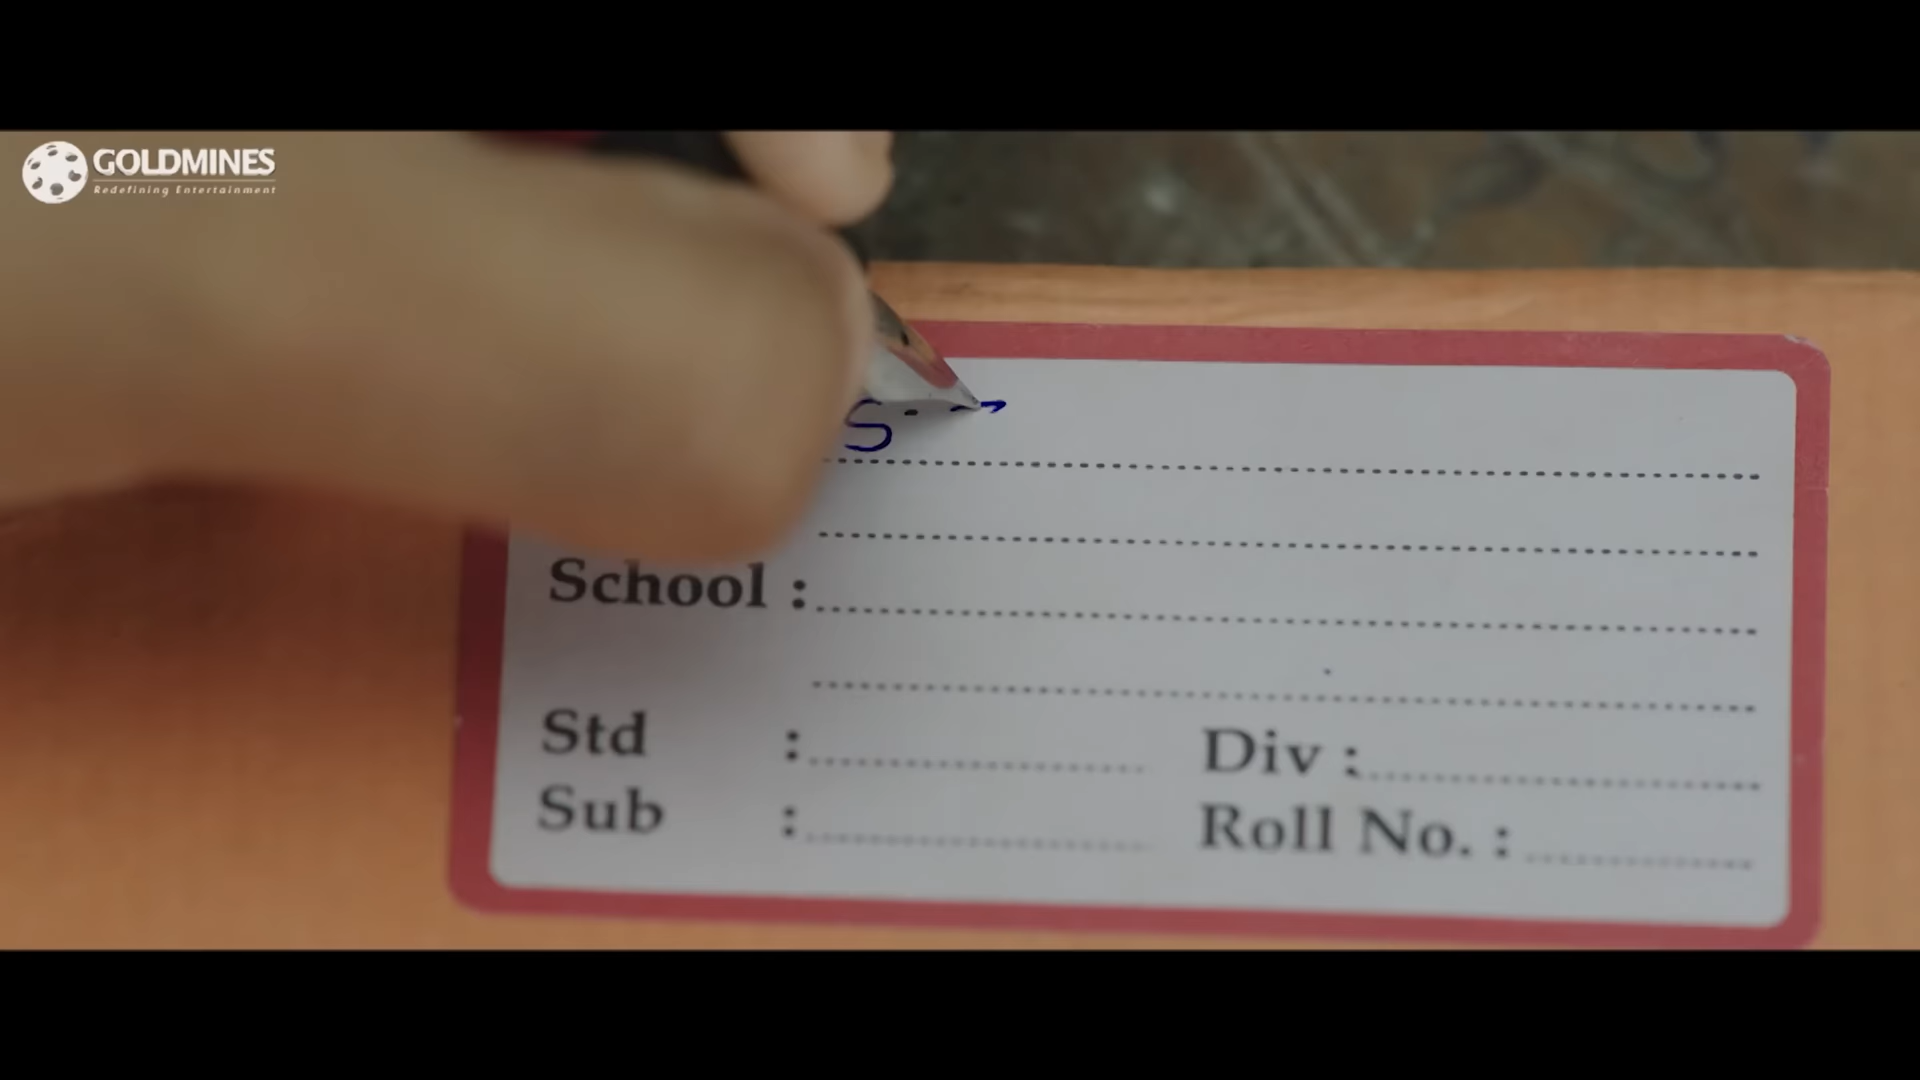 GOLDMINES
Redefining Entertainment
S.
School :
Std : Div :
Sub : Roll No. :